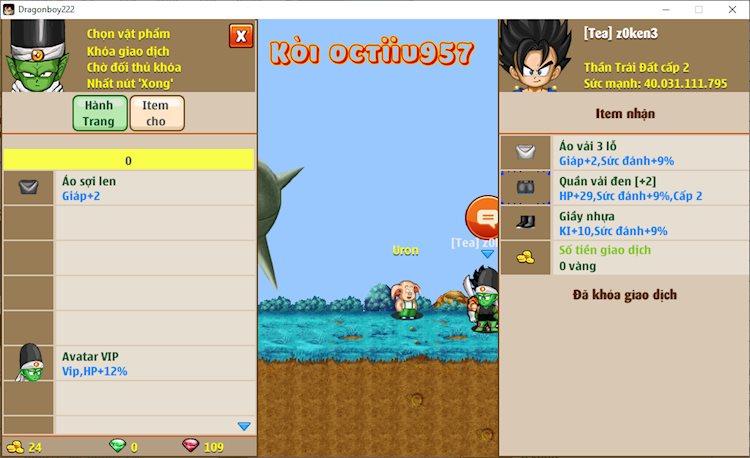 Dragonboy222
Chọn vật phẩm
Khóa giao dịch
Chờ đối thủ khóa
Nhất nút 'Xong'
X
Hành
Trang
Item
cho
0
Áo sợi len
Giáp+2
Avatar VIP
Vip,HP+12%
24
0
109
Kòi octiiu957
Uron
[Tea] z0
[Tea] z0ken3
Thần Trái Đất cấp 2
Sức mạnh: 40.031.111.795
Item nhận
Áo vải 3 lỗ
Giáp+2,Sức đánh+9%
Quần vải đen [+2]
HP+29,Sức đánh+9%,Cấp 2
Giầy nhựa
KI+10,Sức đánh+9%
Số tiền giao dịch
0 vàng
Đã khóa giao dịch